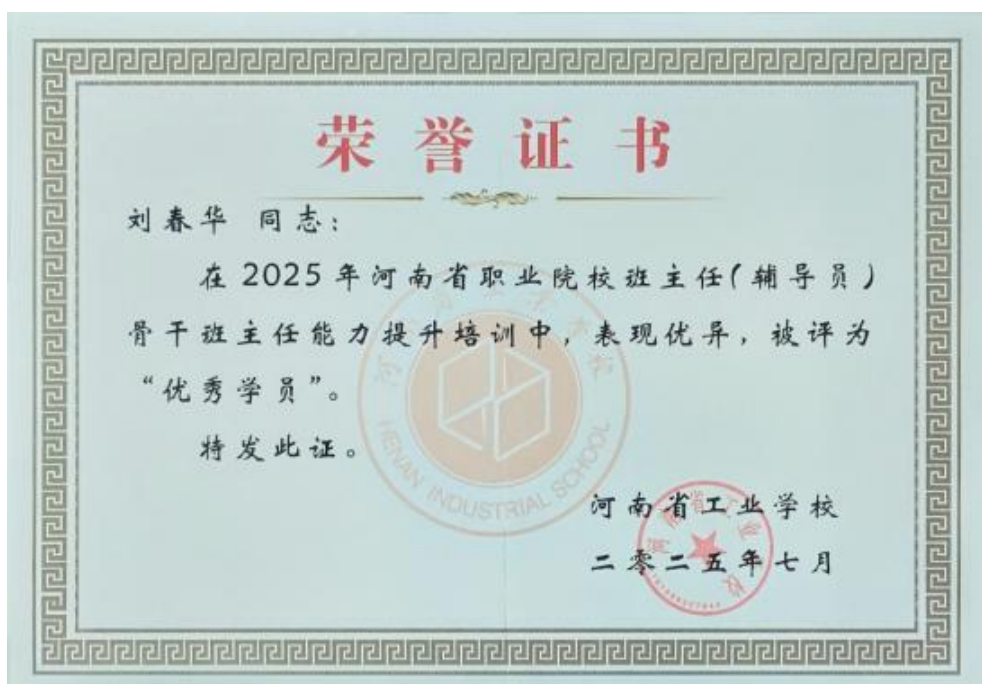 荣誉证书
刘春华 同志：
在2025年河南省职业院校班主任（辅导员）
骨干班主任能力提升培训中，表现优异，被评为
“优秀学员”。
特发此证。
HENAN INDUSTRIAL SCHOOL
河南省工业学校
二零二五年七月